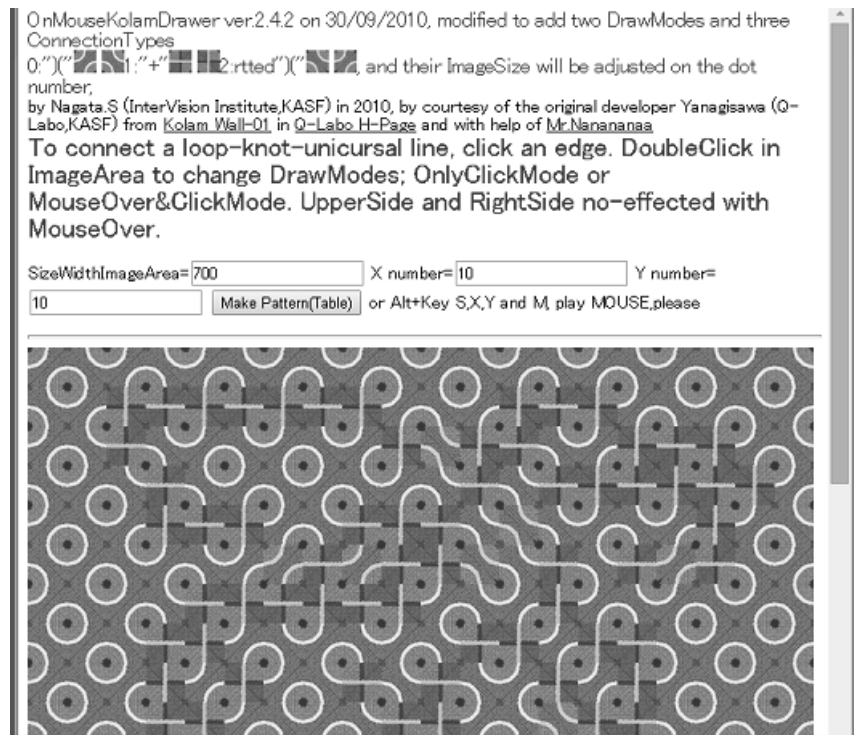 OnMouseKolamDrawer ver.2.4.2 on 30/09/2010, modified to add two DrawModes and three
ConnectionTypes
0:")(" 1:"+" 2:rtted")(" , and their ImageSize will be adjusted on the dot
number;
by Nagata.S (InterVision Institute,KASF) in 2010, by courtesy of the original developer Yanagisawa (Q-
Labo,KASF) from Kolam Wall-01 in Q-Labo H-Page and with help of Mr.Nanananaa
To connect a loop-knot-unicursal line, click an edge. DoubleClick in
ImageArea to change DrawModes; OnlyClickMode or
MouseOver&ClickMode. UpperSide and RightSide no-effected with
MouseOver.
SizeWidthImageArea= 700 X number= 10 Y number=
10 Make Pattern(Table) or Alt+Key S,X,Y and M, play MOUSE,please